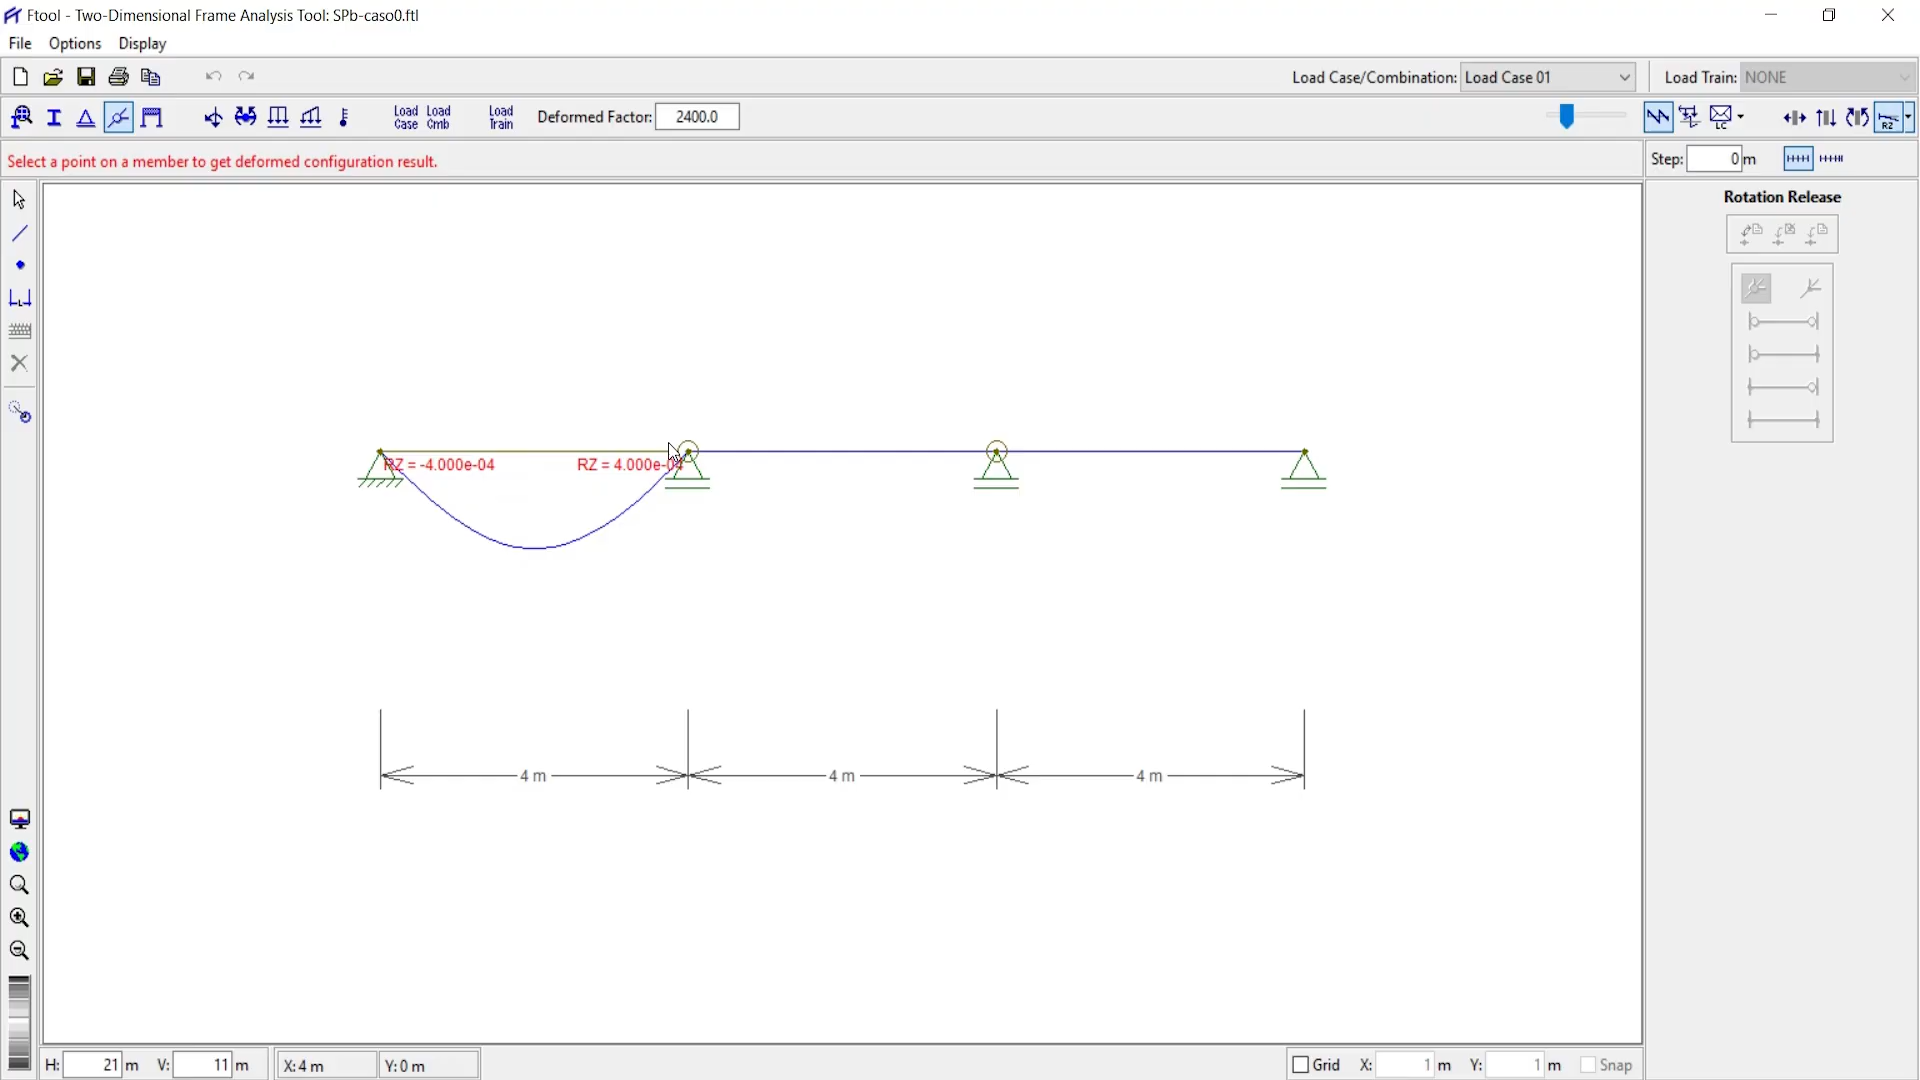 Ftool - Two-Dimensional Frame Analysis Tool: SPb-caso0.ftl
File Options Display
Load Case/Combination: Load Case 01 Load Train: NONE
Load Case Load Cmb Load Train Deformed Factor: 2400.0 LC RZ
Select a point on a member to get deformed configuration result. Step: 0 m
Rotation Release
L
RZ = -4.000e-04 RZ = 4.000e-04
4 m 4 m 4 m
H: 21 m V: 11 m X: 4 m Y: 0 m Grid X: 1 m Y: 1 m Snap